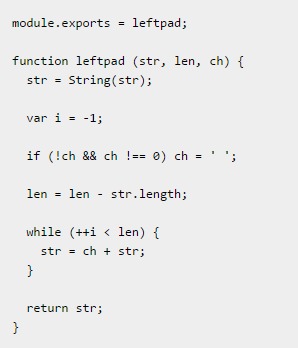 module.exports = leftpad;

function leftpad (str, len, ch) {
  str = String(str);

  var i = -1;

  if (!ch && ch !== 0) ch = ' ';

  len = len - str.length;

  while (++i < len) {
    str = ch + str;
  }

  return str;
}